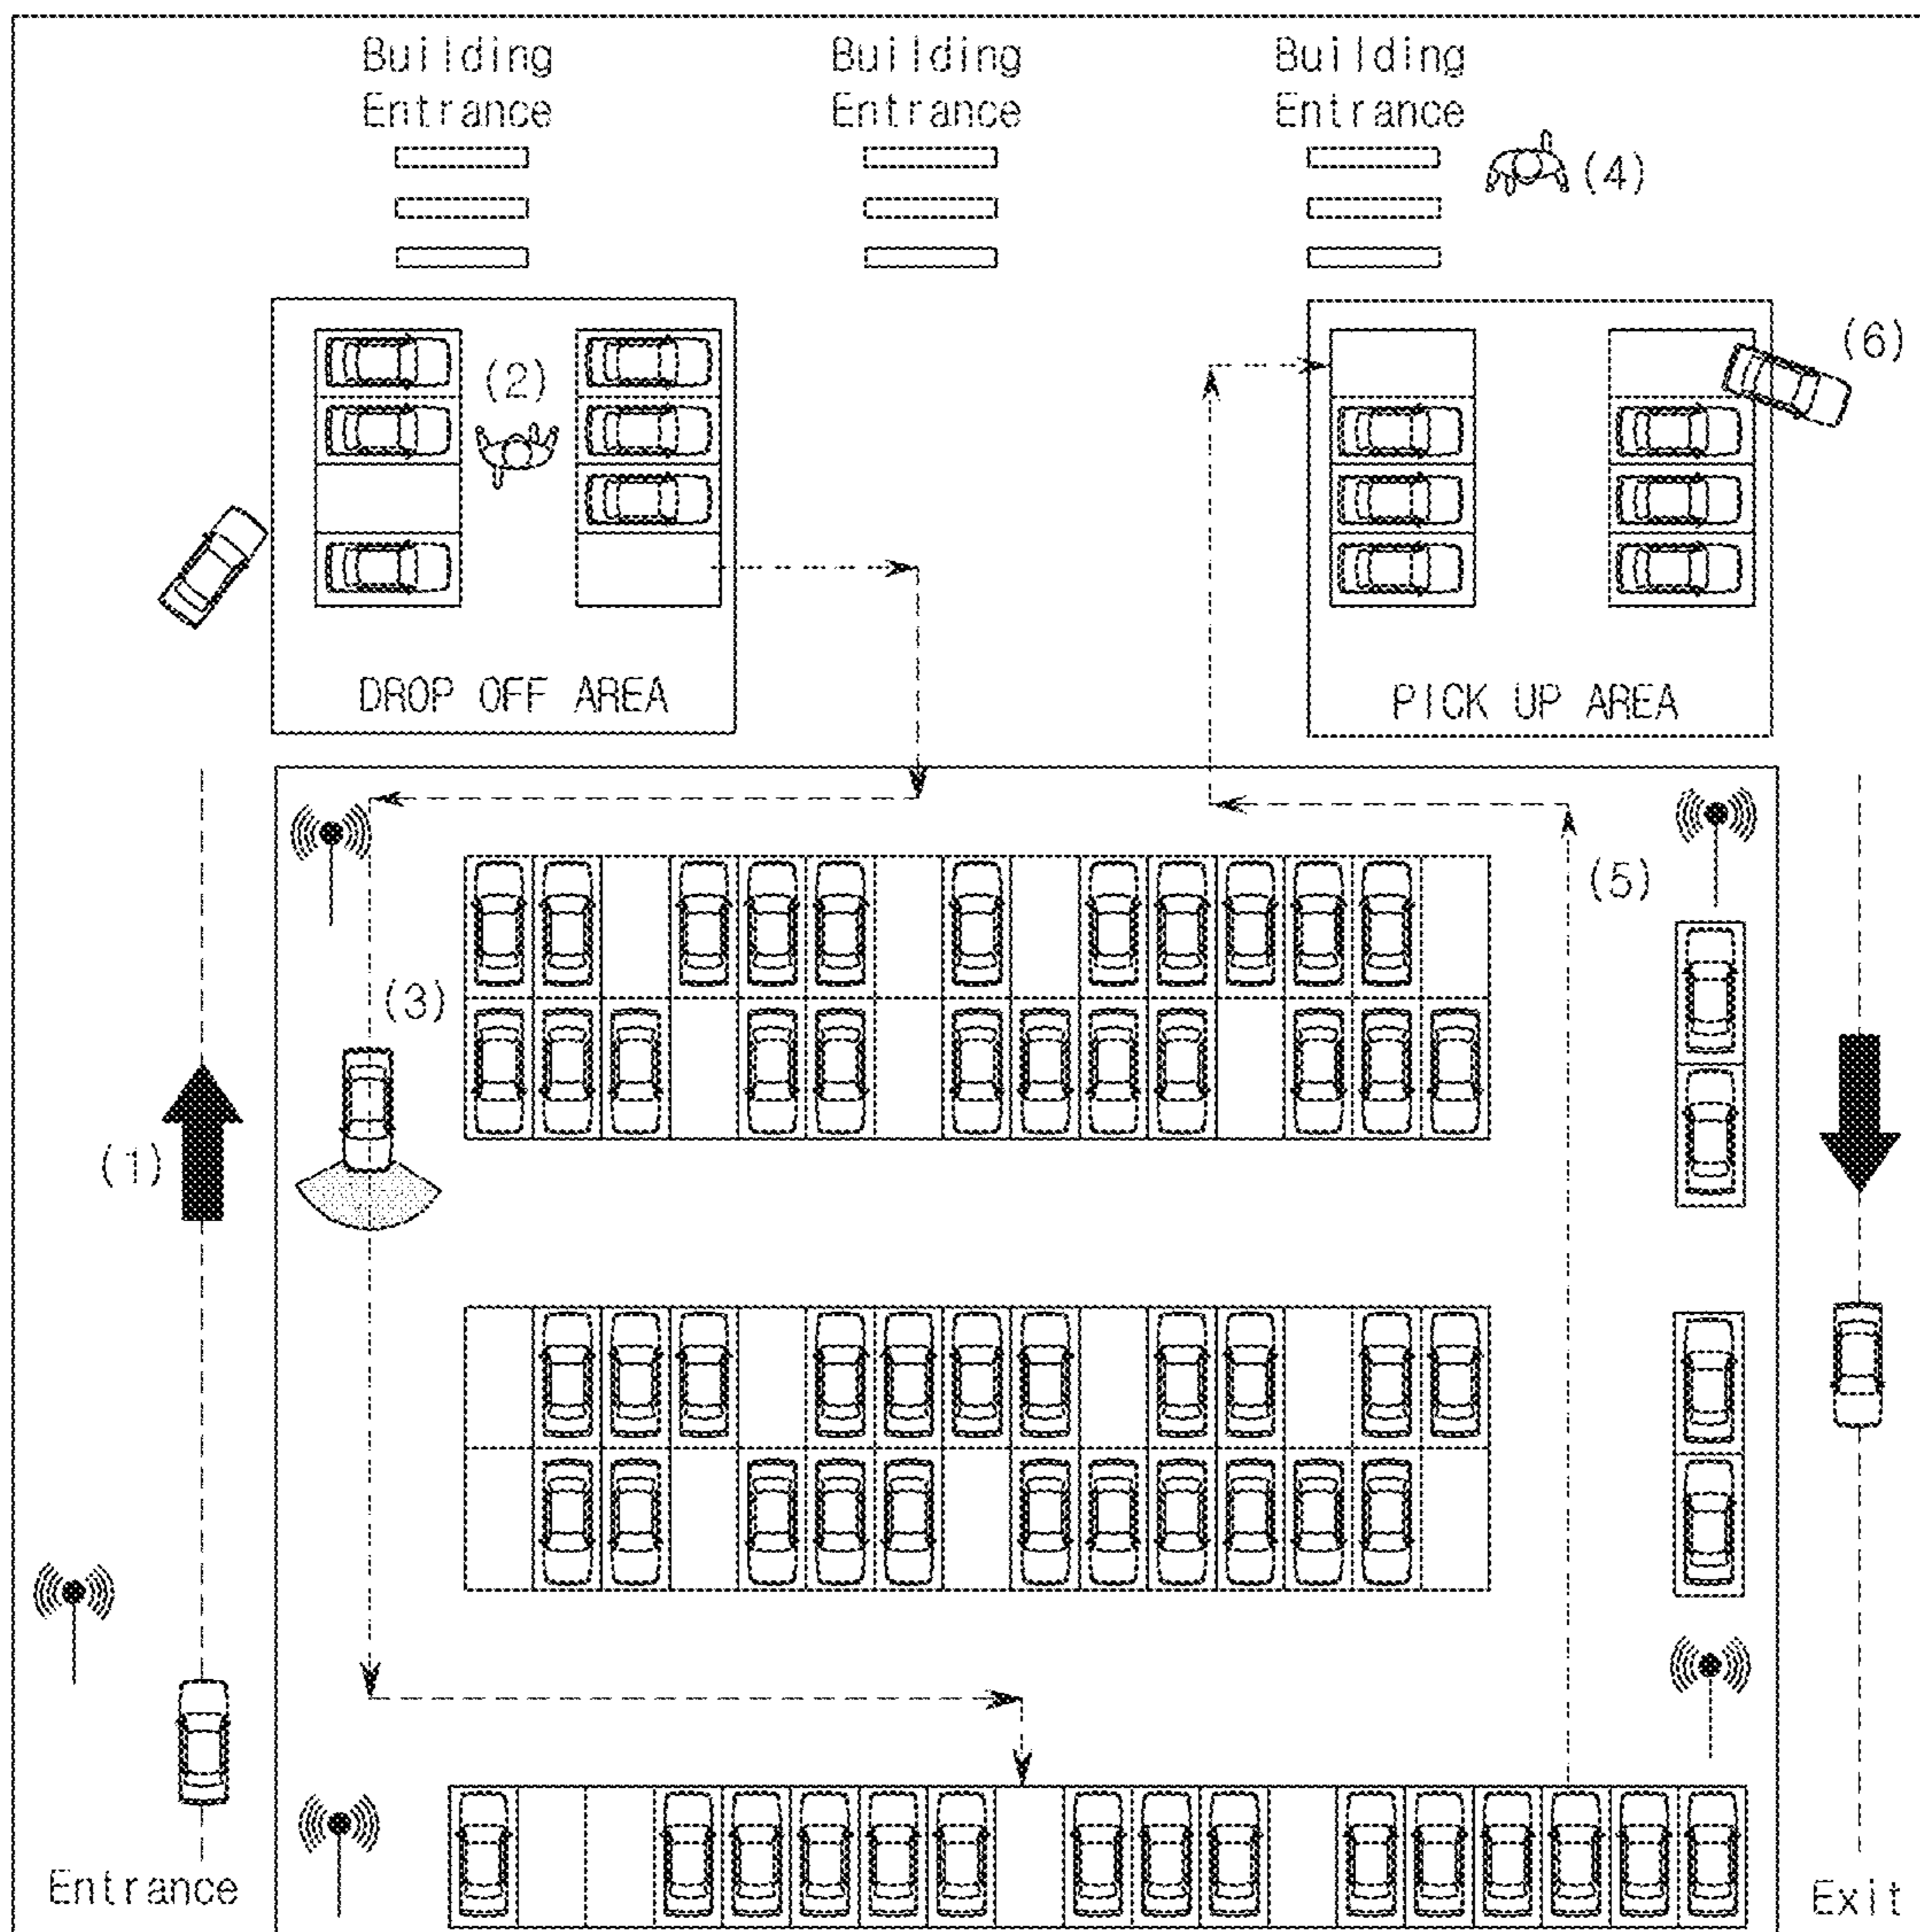 Building
Entrance
Building
Entrance
Building
Entrance
(4)
(2)
(6)
DROP OFF AREA
PICK UP AREA
(5)
(3)
(1)
Entrance
Exit